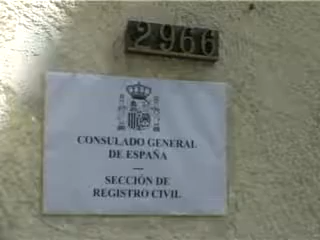 2966
CONSULADO GENERAL
DE ESPAÑA
—
SECCIÓN DE
REGISTRO CIVIL